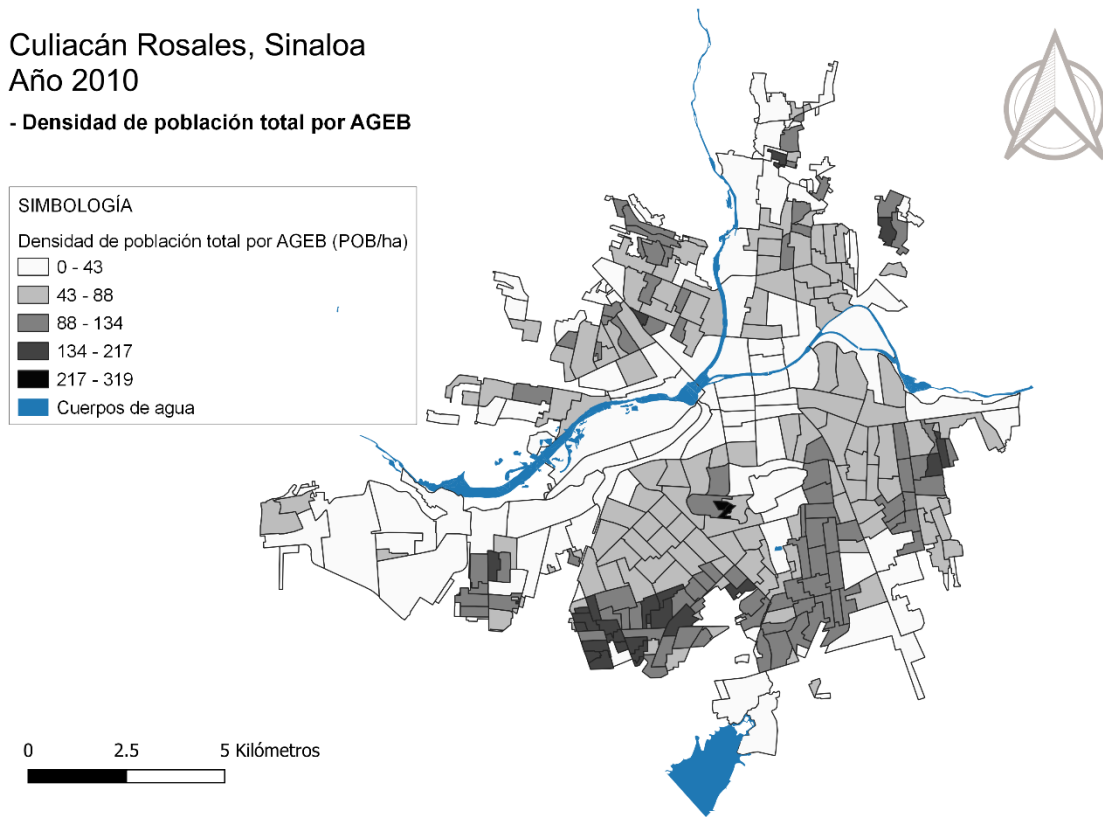 Culiacán Rosales, Sinaloa
Año 2010
- Densidad de población total por AGEB
SIMBOLOGÍA
Densidad de población total por AGEB (POB/ha)
0 - 43
43 - 88
88 - 134
134 - 217
217 - 319
Cuerpos de agua
0 2.5 5 Kilómetros